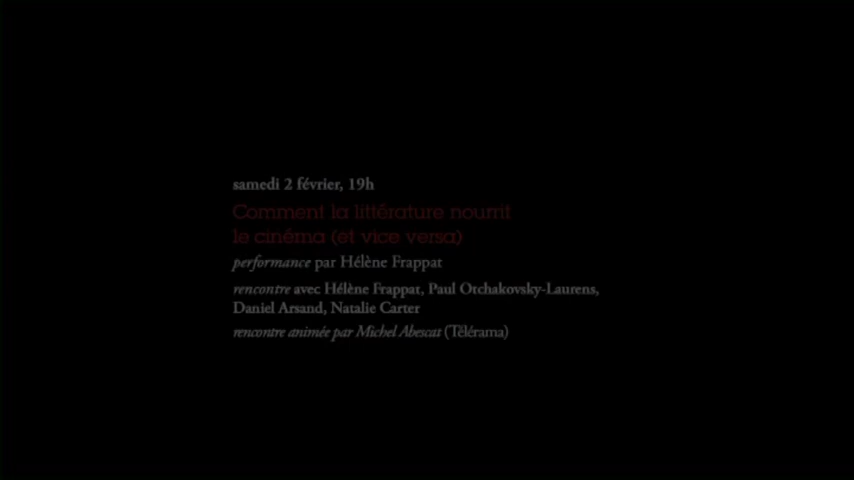 samedi 2 février, 19h
Comment la littérature nourrit
le cinéma (et vice versa)
performance par Hélène Frappat
rencontre avec Hélène Frappat, Paul Otchakovsky-Laurens,
Daniel Arsand, Natalie Carter
rencontre animée par Michel Abescat (Télérama)